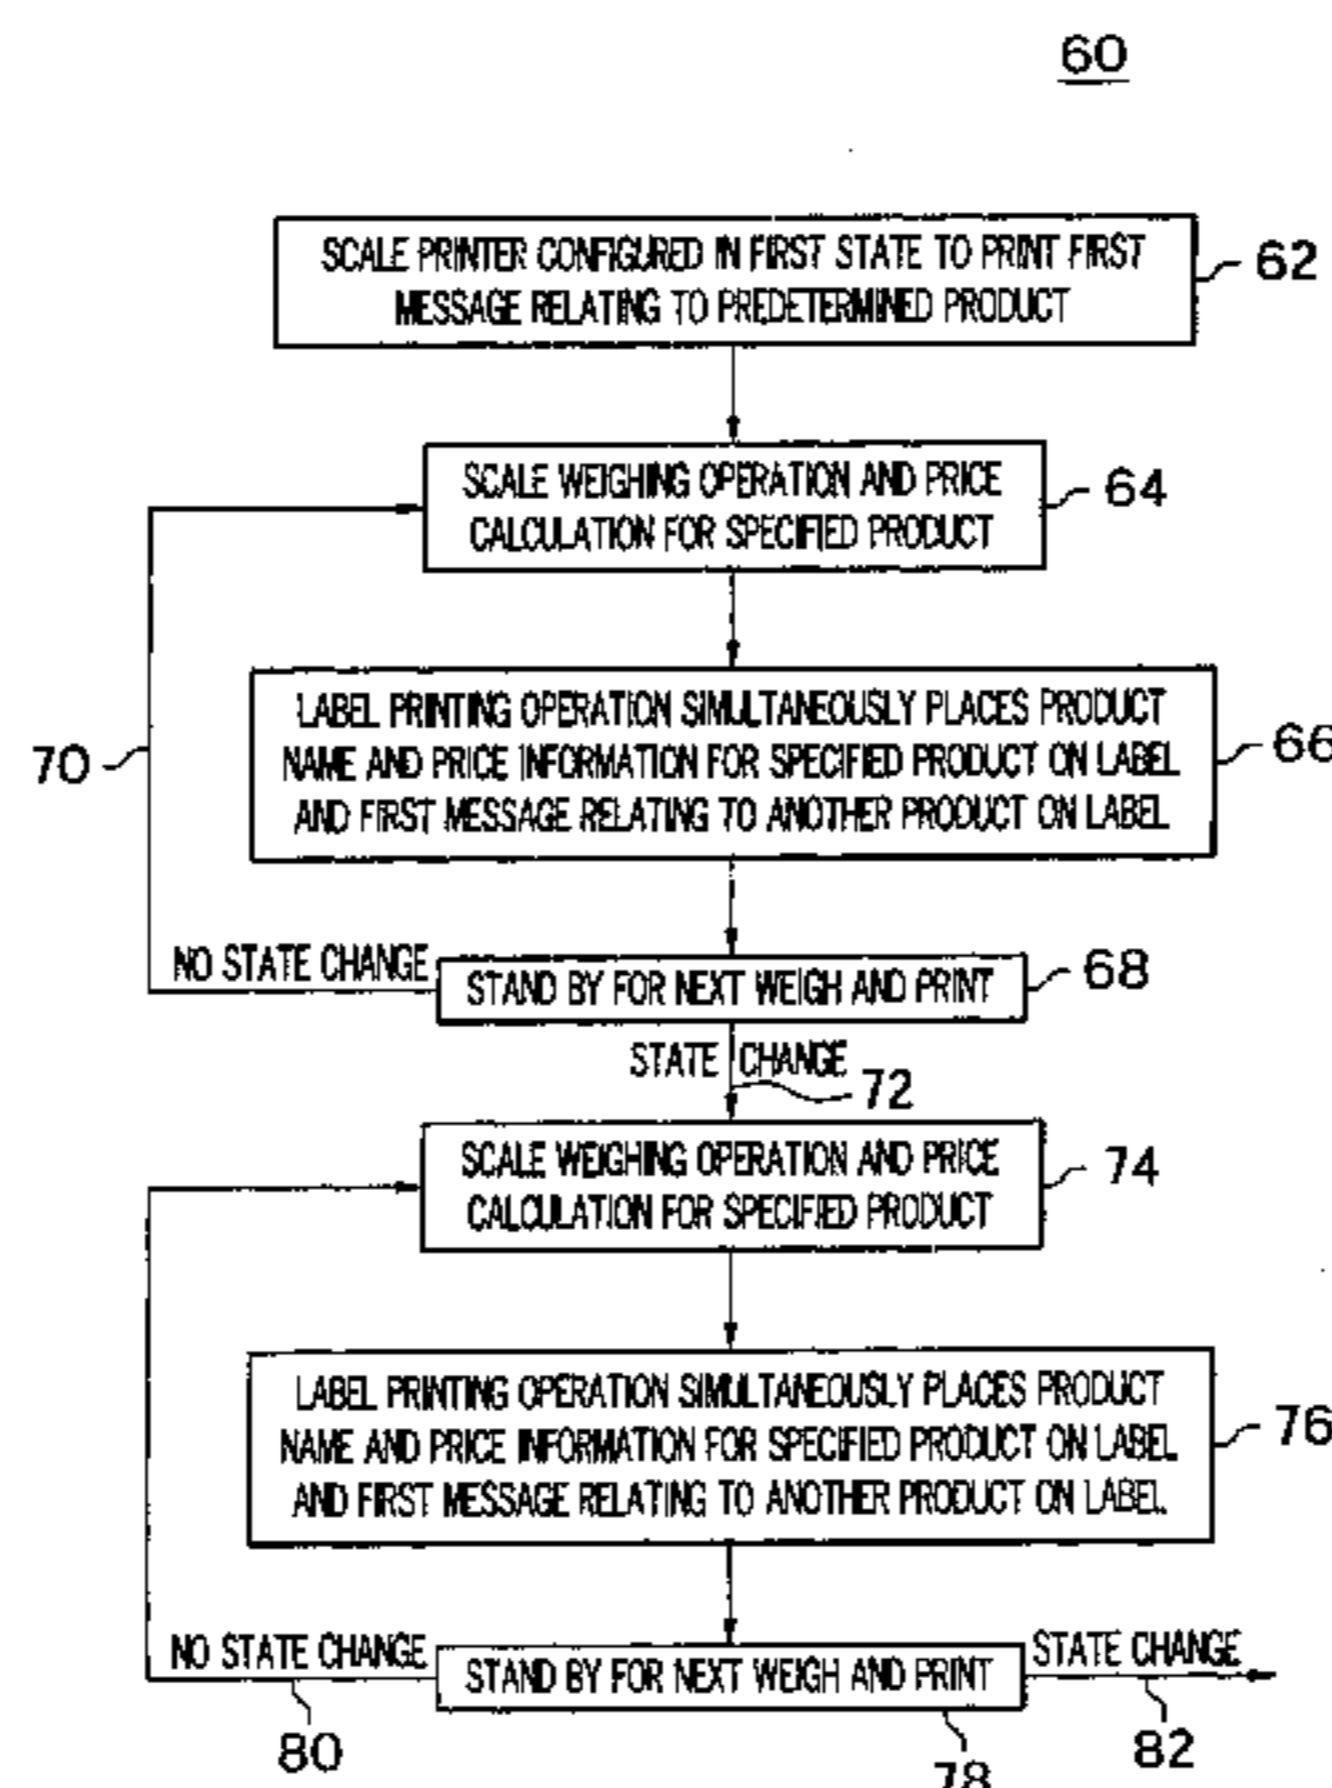 60
SCALE PRINTER CONFIGURED IN FIRST STATE TO PRINT FIRST
MESSAGE RELATING TO PREDETERMINED PRODUCT
62
SCALE WEIGHING OPERATION AND PRICE
CALCULATION FOR SPECIFIED PRODUCT
64
LABEL PRINTING OPERATION SIMULTANEOUSLY PLACES PRODUCT
NAME AND PRICE INFORMATION FOR SPECIFIED PRODUCT ON LABEL
AND FIRST MESSAGE RELATING TO ANOTHER PRODUCT ON LABEL
66
70
NO STATE CHANGE
STAND BY FOR NEXT WEIGH AND PRINT
68
STATE CHANGE
72
SCALE WEIGHING OPERATION AND PRICE
CALCULATION FOR SPECIFIED PRODUCT
74
LABEL PRINTING OPERATION SIMULTANEOUSLY PLACES PRODUCT
NAME AND PRICE INFORMATION FOR SPECIFIED PRODUCT ON LABEL
AND FIRST MESSAGE RELATING TO ANOTHER PRODUCT ON LABEL
76
NO STATE CHANGE
STAND BY FOR NEXT WEIGH AND PRINT
STATE CHANGE
80
78
82